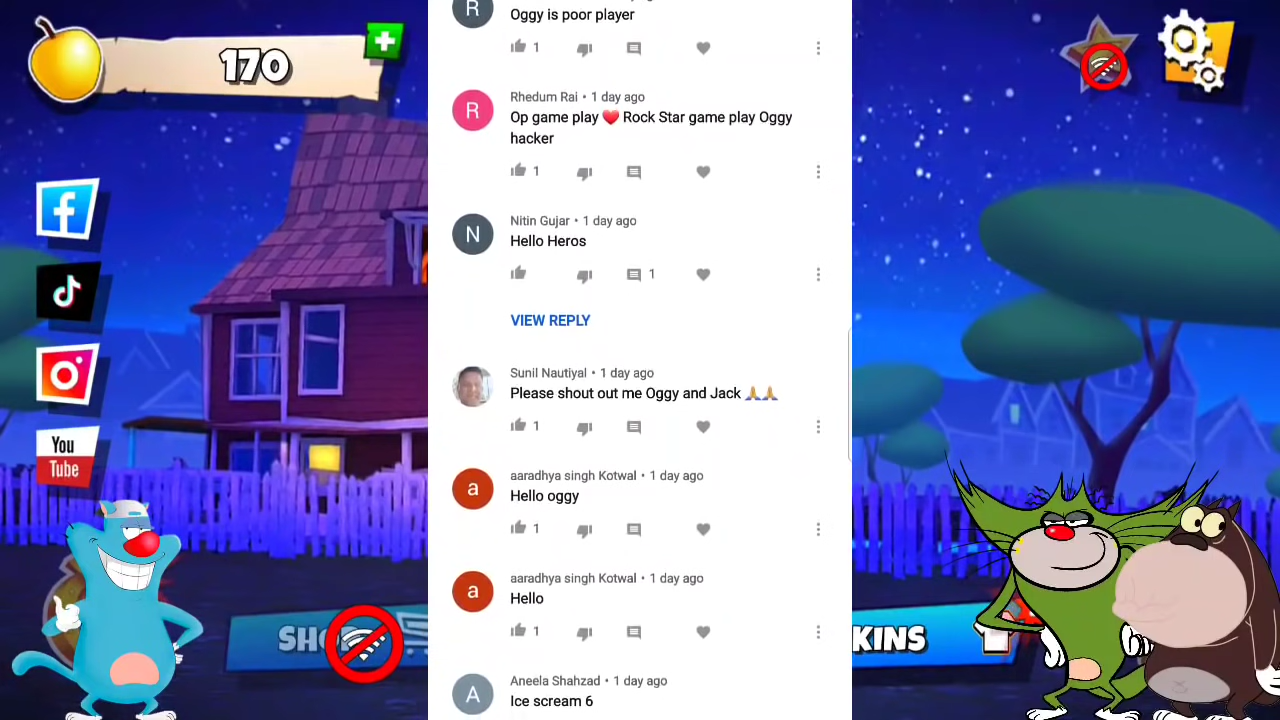 170
You
Tube
SHO
KINS
R
Oggy is poor player
1
R
Rhedum Rai • 1 day ago
Op game play ❤️ Rock Star game play Oggy
hacker
1
N
Nitin Gujar • 1 day ago
Hello Heros
1
VIEW REPLY
Sunil Nautiyal • 1 day ago
Please shout out me Oggy and Jack 🙏🙏
1
a
aaradhya singh Kotwal • 1 day ago
Hello oggy
1
a
aaradhya singh Kotwal • 1 day ago
Hello
1
A
Aneela Shahzad • 1 day ago
Ice scream 6